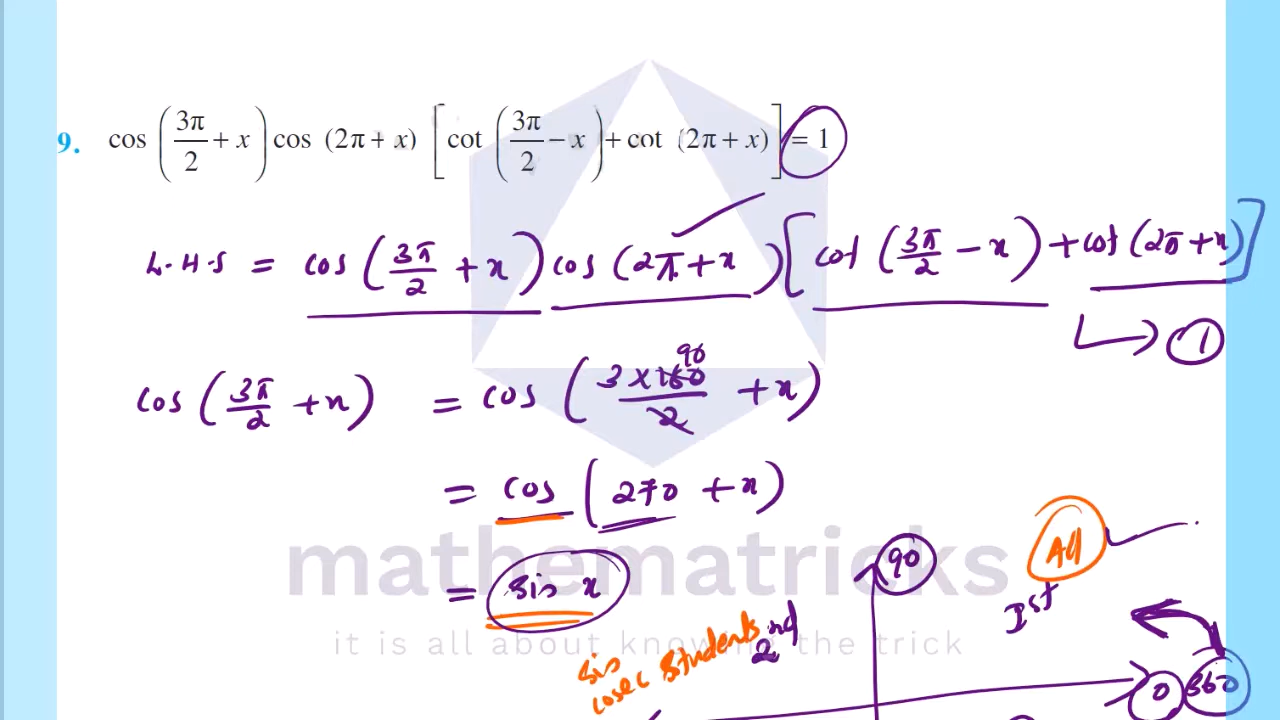 9. cos (3π/2 + x) cos (2π + x) [cot (3π/2 − x) + cot (2π + x)] = 1
L.H.S = cos (3π/2 + x) cos (2π + x) [cot (3π/2 − x) + cot (2π + x)]
→ 1
cos (3π/2 + x) = cos (3 × 180/2 + x)
90
= cos (270 + x)
= sin x
mathematricks
it is all about knowing the trick
90
All
Ist
2nd
sin
cosec students
0
360